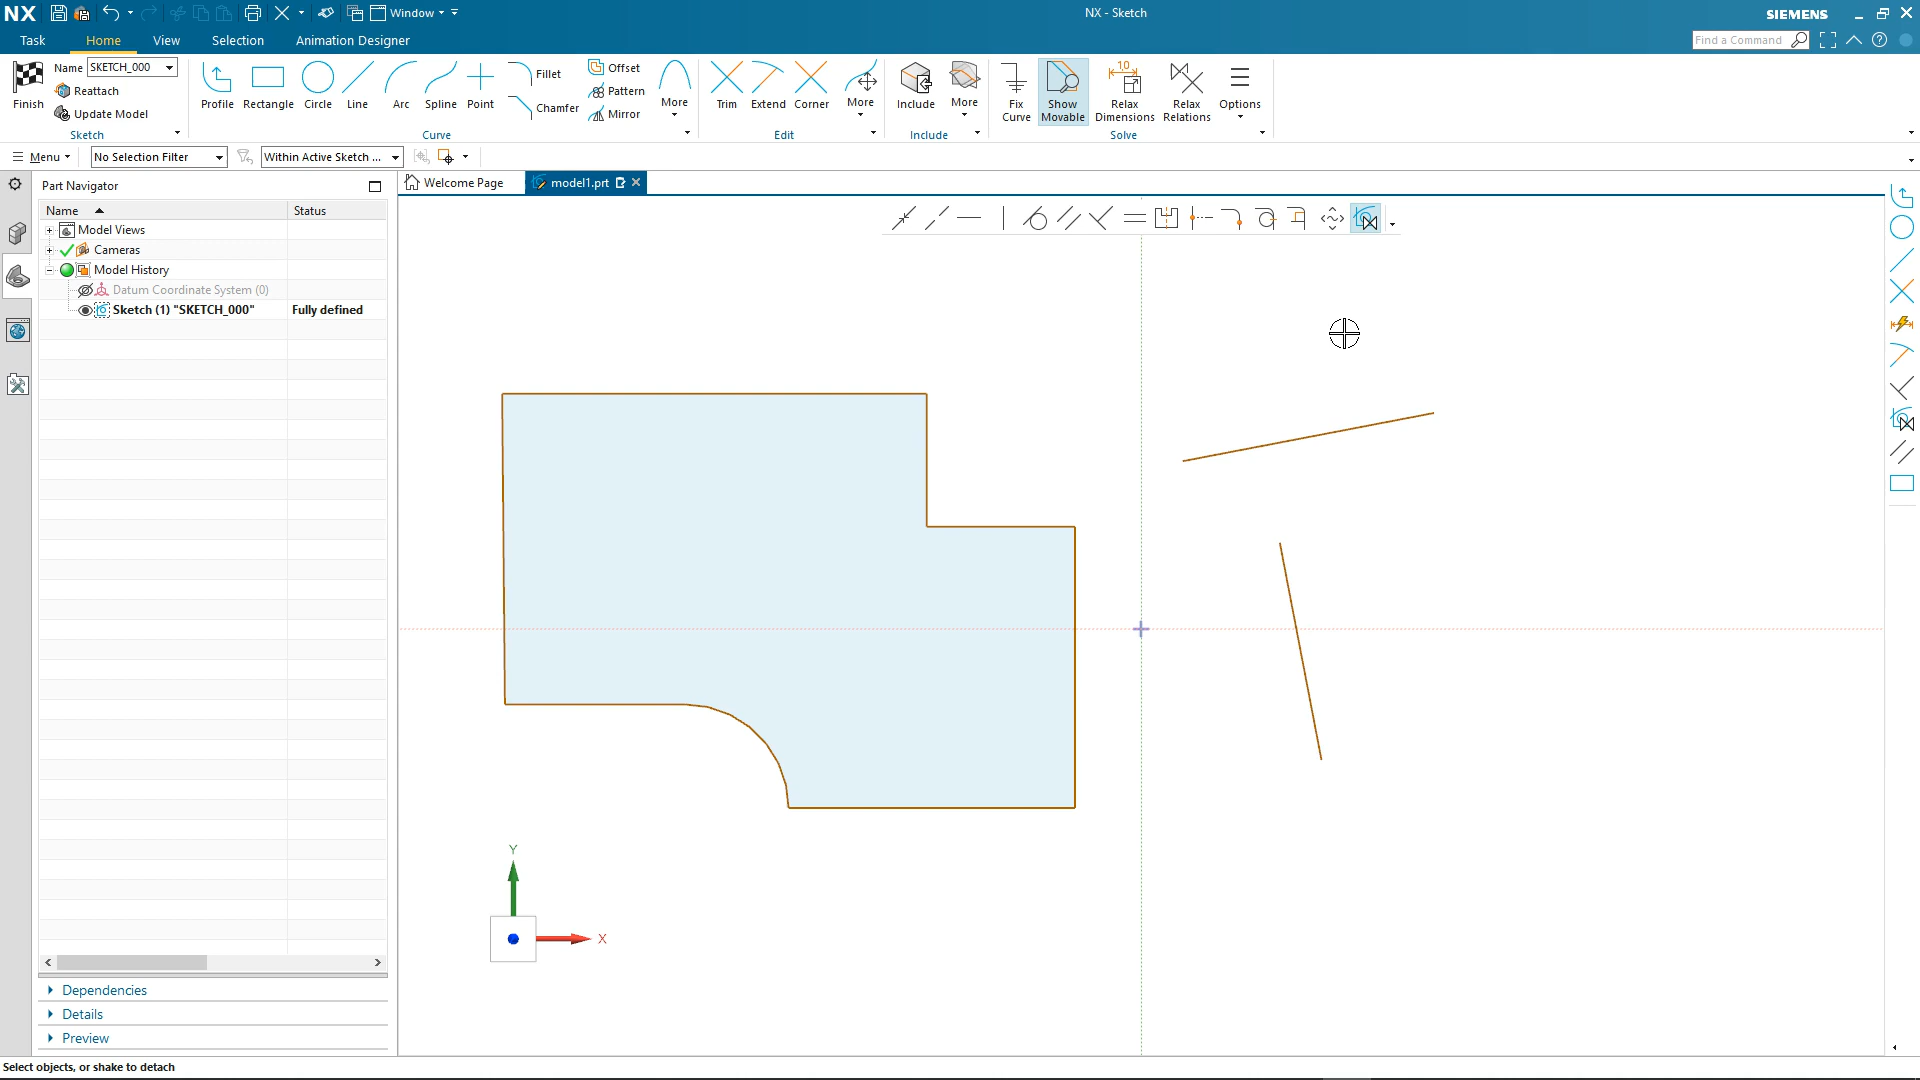 NX
Window
NX - Sketch
SIEMENS
Task
Home
View
Selection
Animation Designer
Find a Command
Finish
Name
SKETCH_000
Reattach
Update Model
Sketch
Profile
Rectangle
Circle
Line
Arc
Spline
Point
Fillet
Chamfer
Offset
Pattern
Mirror
More
Curve
Trim
Extend
Corner
More
Edit
Include
More
Include
Fix
Curve
Show
Movable
1,0
Relax
Dimensions
Relax
Relations
Options
Solve
Menu
No Selection Filter
Within Active Sketch ...
Part Navigator
Welcome Page
model1.prt
Name
Status
Model Views
Cameras
Model History
Datum Coordinate System (0)
Sketch (1) "SKETCH_000"
Fully defined
Y
X
Dependencies
Details
Preview
Select objects, or shake to detach